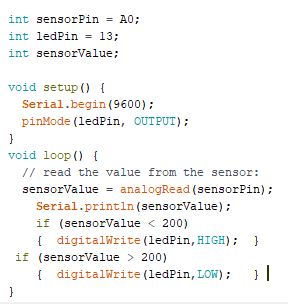 int sensorPin = A0;
int ledPin = 13;
int sensorValue;

void setup() {
  Serial.begin(9600);
  pinMode(ledPin, OUTPUT);
}
void loop() {
  // read the value from the sensor:
  sensorValue = analogRead(sensorPin);
    Serial.println(sensorValue);
    if (sensorValue < 200)
    {  digitalWrite(ledPin,HIGH);  }
 if (sensorValue > 200)
    {  digitalWrite(ledPin,LOW);   }
}